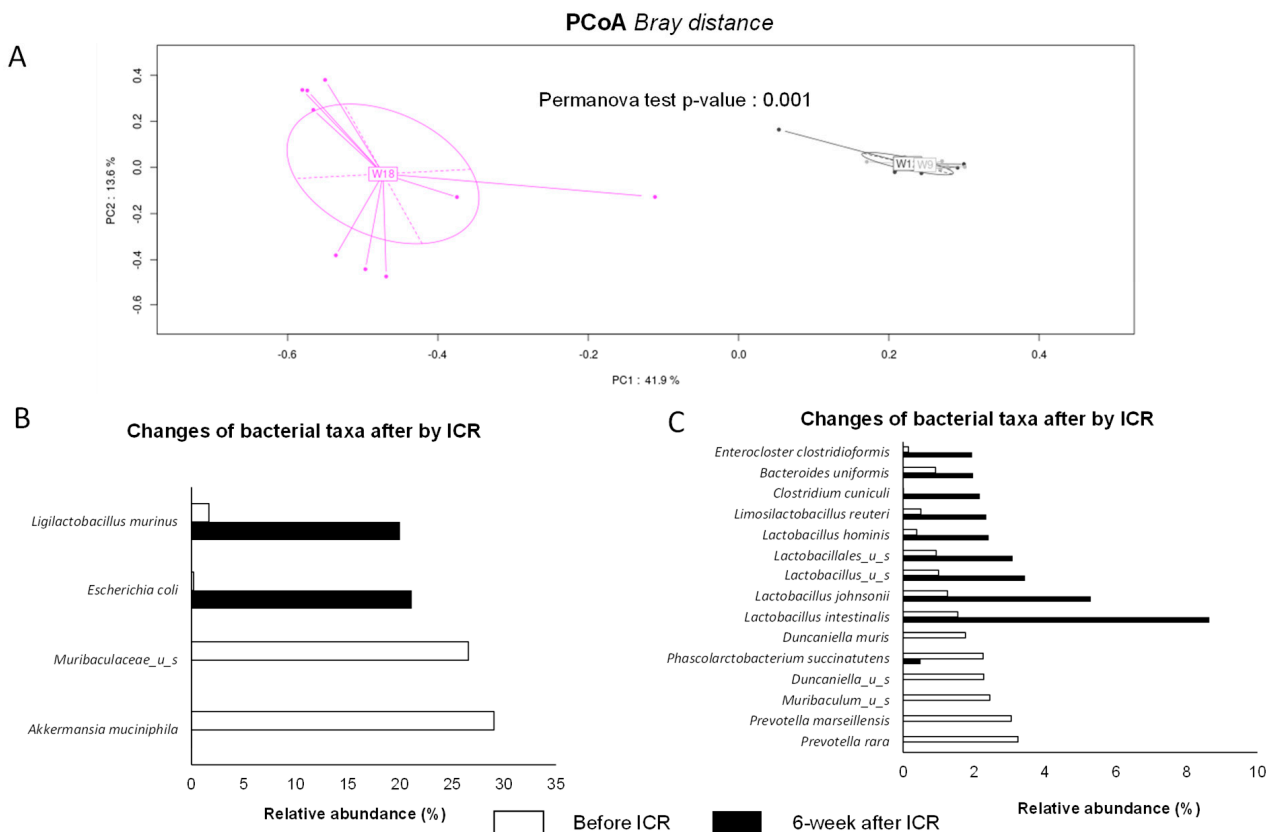 PCoA Bray distance
A
Permanova test p-value : 0.001
W18
W1
W9
PC2 : 13.6 %
0.4
0.2
0.0
-0.2
-0.4
-0.6
-0.6
-0.4
-0.2
0.0
0.2
0.4
PC1 : 41.9 %
B
Changes of bacterial taxa after by ICR
Ligilactobacillus murinus
Escherichia coli
Muribaculaceae_u_s
Akkermansia muciniphila
0 5 10 15 20 25 30 35
Relative abundance (%)
C
Changes of bacterial taxa after by ICR
Enterocloster clostridioformis
Bacteroides uniformis
Clostridium cuniculi
Limosilactobacillus reuteri
Lactobacillus hominis
Lactobacillales_u_s
Lactobacillus_u_s
Lactobacillus johnsonii
Lactobacillus intestinalis
Duncaniella muris
Phascolarctobacterium succinatutens
Duncaniella_u_s
Muribaculum_u_s
Prevotella marseillensis
Prevotella rara
0 2 4 6 8 10
Relative abundance (%)
Before ICR
6-week after ICR